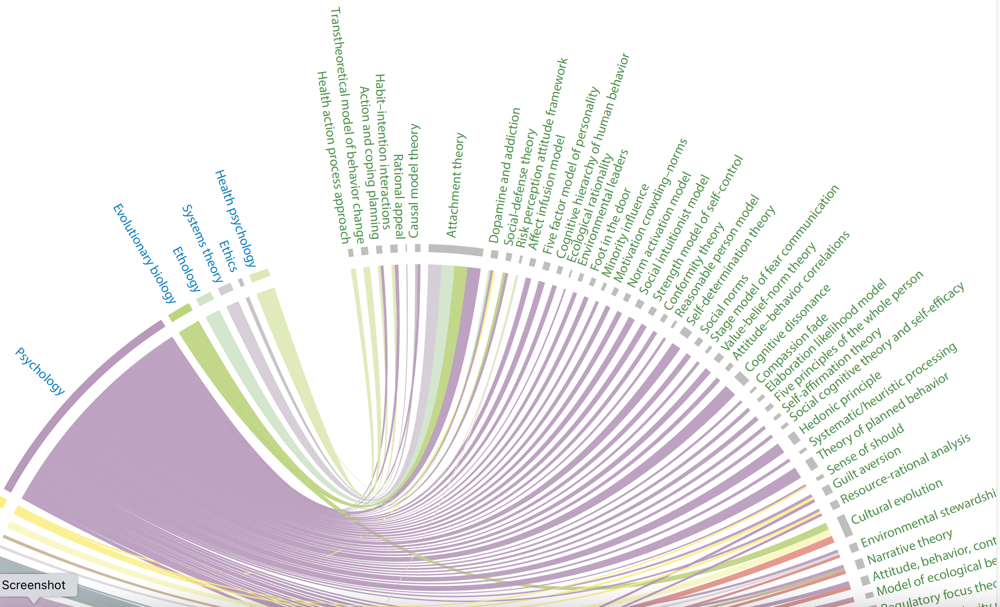 Psychology
Evolutionary biology
Ethology
Systems theory
Ethics
Health psychology
Health action process approach
Transtheoretical model of behavior change
Action and coping planning
Habit–intention interactions
Rational appeal
Causal model theory
Attachment theory
Dopamine and addiction
Social-defense theory
Risk perception attitude framework
Affect infusion model
Five factor model of personality
Cognitive hierarchy of human behavior
Ecological rationality
Environmental leaders
Foot in the door
Minority influence
Motivation crowding–norms
Norm activation model
Social intuitionist model
Strength model of self-control
Conformity theory
Reasonable person model
Self-determination theory
Social norms
Stage model of fear communication
Value-belief-norm theory
Attitude–behavior correlations
Cognitive dissonance
Compassion fade
Elaboration likelihood model
Five principles of the whole person
Self-affirmation theory
Social cognitive theory and self-efficacy
Hedonic principle
Systematic/heuristic processing
Theory of planned behavior
Sense of should
Guilt aversion
Resource-rational analysis
Cultural evolution
Environmental stewardshi
Narrative theory
Attitude, behavior, cont
Model of ecological be
Regulatory focus theo
Screenshot